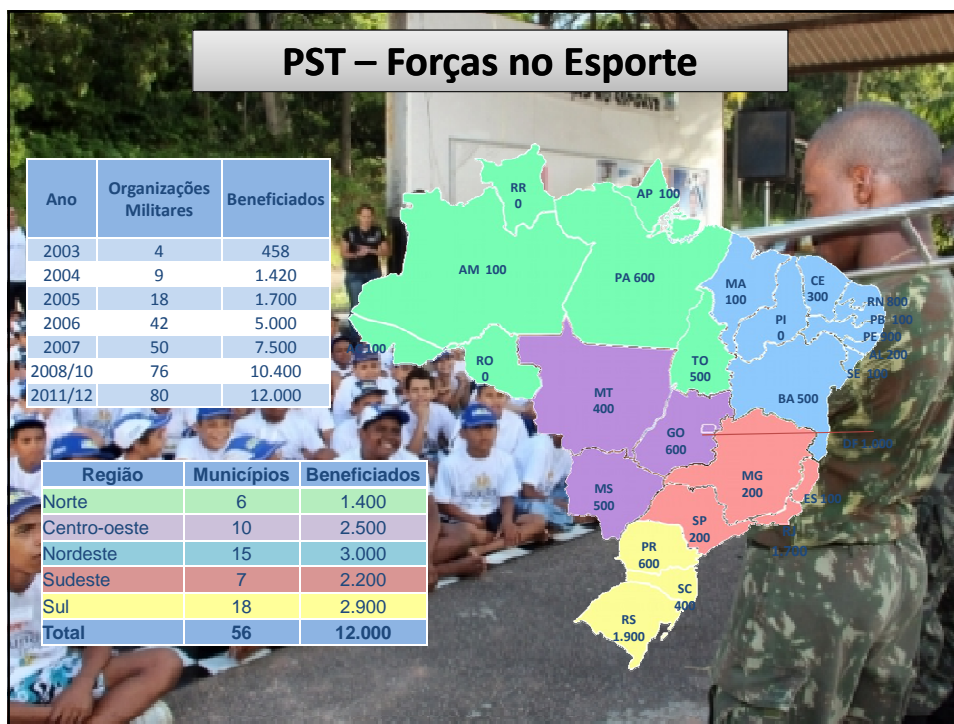 PST – Forças no Esporte
Ano Organizações Militares Beneficiados
2003 4 458
2004 9 1.420
2005 18 1.700
2006 42 5.000
2007 50 7.500
2008/10 76 10.400
2011/12 80 12.000
RR
0
AP 100
AM 100
PA 600
MA
100
CE
300
RN 800
PI
0
PB 100
PE 900
AL 200
SE 100
100
RO
0
TO
500
MT
400
BA 500
GO
600
MS
500
MG
200
ES 100
SP
200
PR
600
SC
400
RS
1.900
Região Municípios Beneficiados
Norte 6 1.400
Centro-oeste 10 2.500
Nordeste 15 3.000
Sudeste 7 2.200
Sul 18 2.900
Total 56 12.000